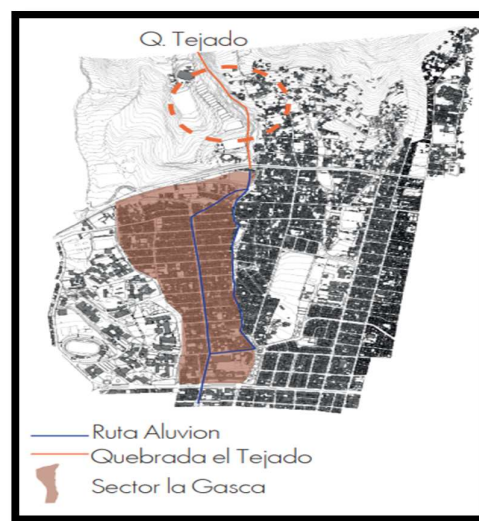 Q. Tejado
Ruta Aluvion
Quebrada el Tejado
Sector la Gasca